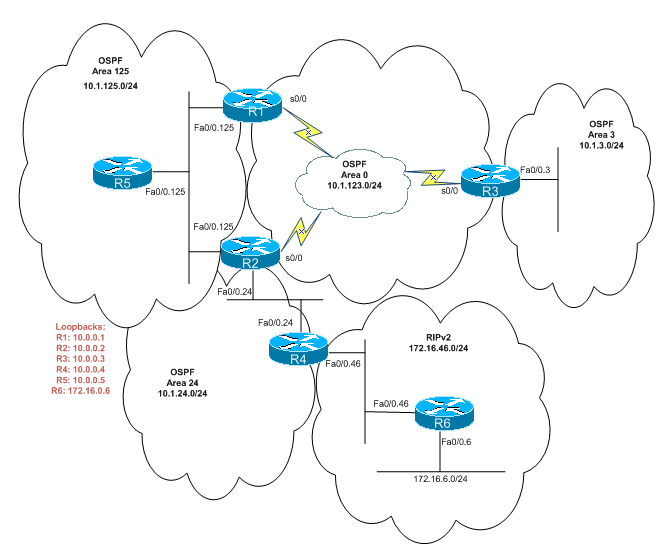 OSPF
Area 125
10.1.125.0/24
R1
s0/0
Fa0/0.125
R5
Fa0/0.125
Fa0/0.125
R2
s0/0
Fa0/0.24
OSPF
Area 0
10.1.123.0/24
R3
s0/0
Fa0/0.3
OSPF
Area 3
10.1.3.0/24
Loopbacks:
R1: 10.0.0.1
R2: 10.0.0.2
R3: 10.0.0.3
R4: 10.0.0.4
R5: 10.0.0.5
R6: 172.16.0.6
Fa0/0.24
R4
Fa0/0.46
OSPF
Area 24
10.1.24.0/24
RIPv2
172.16.46.0/24
Fa0/0.46
R6
Fa0/0.6
172.16.6.0/24